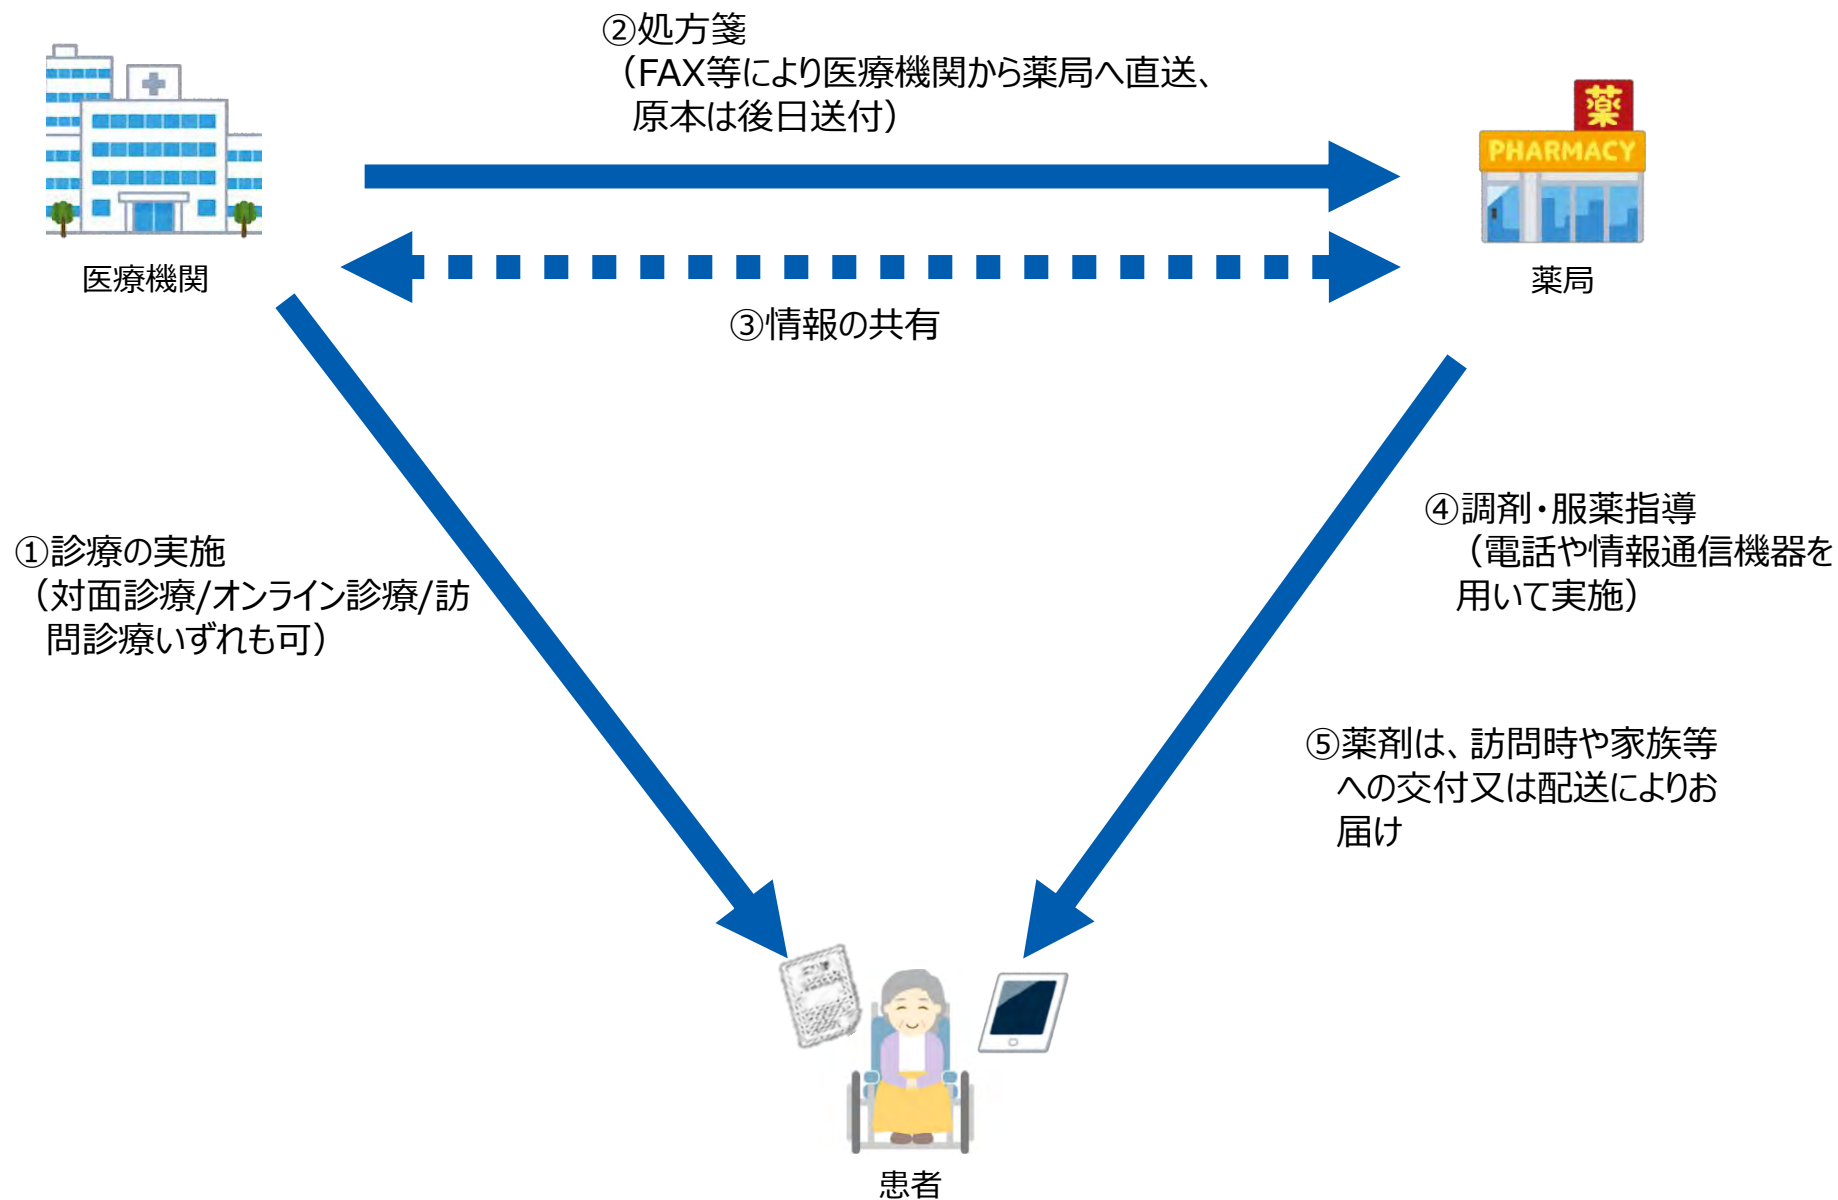 ②処方箋
（FAX等により医療機関から薬局へ直送、
原本は後日送付）
薬
PHARMACY
医療機関
薬局
③情報の共有
①診療の実施
（対面診療/オンライン診療/訪
問診療いずれも可）
④調剤・服薬指導
（電話や情報通信機器を
用いて実施）
⑤薬剤は、訪問時や家族等
への交付又は配送によりお
届け
患者